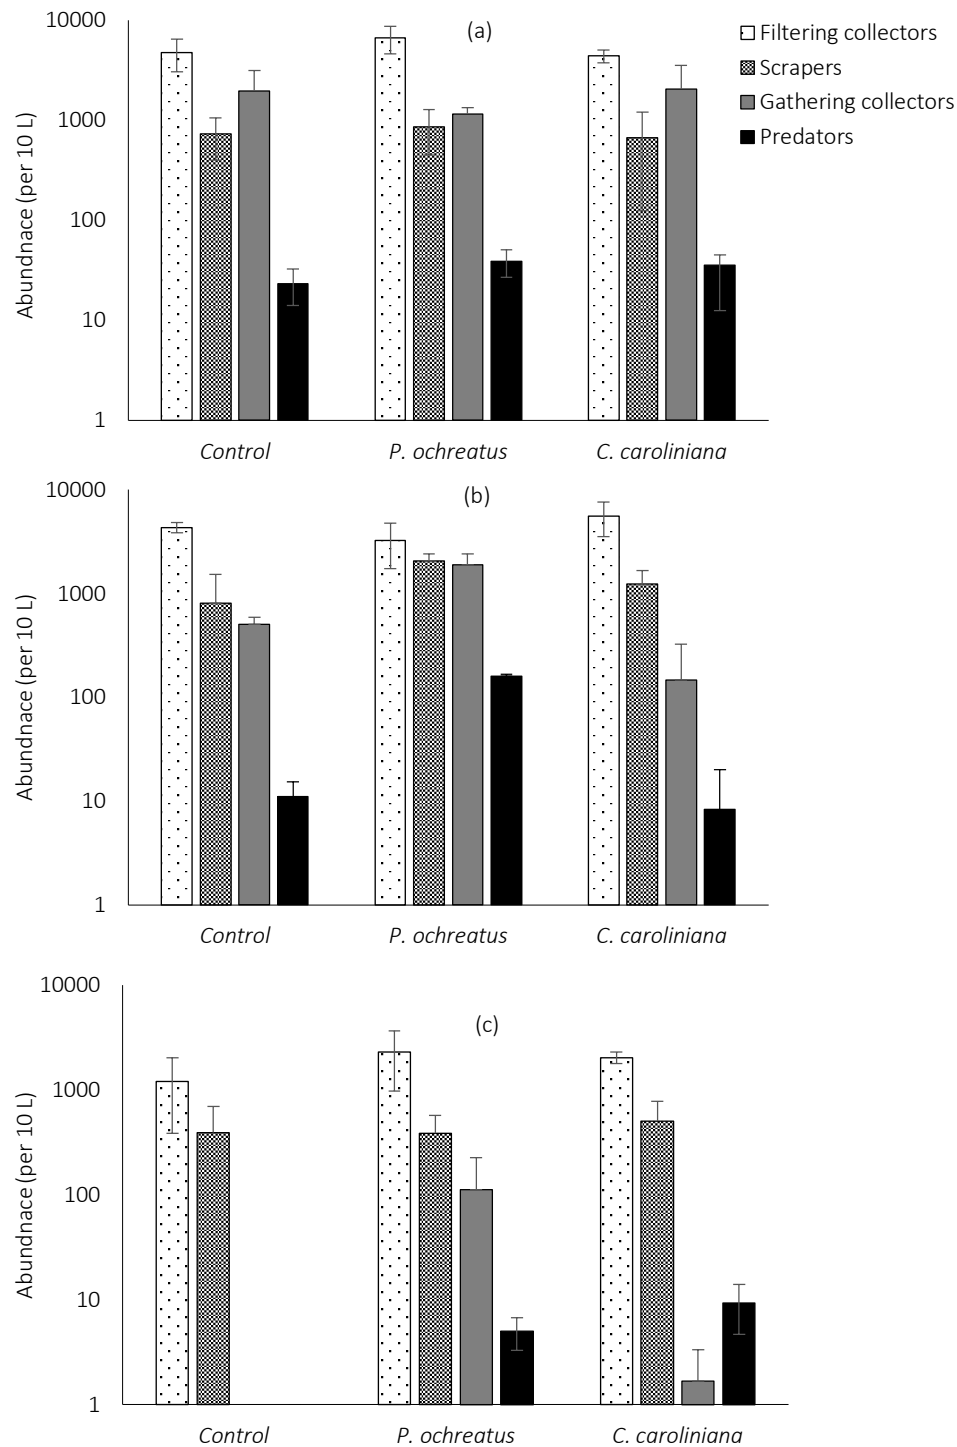 (a)
Filtering collectors
Scrapers
Gathering collectors
Predators
Abundnace (per 10 L)
10000
1000
100
10
1
Control P. ochreatus C. caroliniana
(b)
Abundnace (per 10 L)
10000
1000
100
10
1
Control P. ochreatus C. caroliniana
(c)
Abundnace (per 10 L)
10000
1000
100
10
1
Control P. ochreatus C. caroliniana